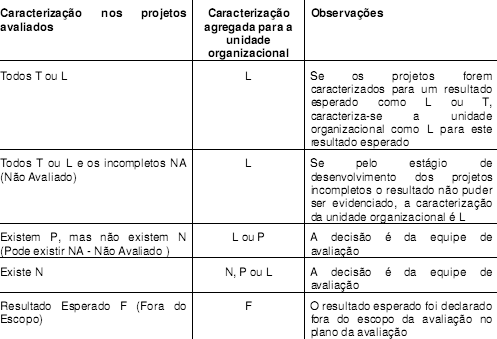 Caracterização nos projetos avaliados
Caracterização agregada para a unidade organizacional
Observações
Todos T ou L
L
Se os projetos forem
caracterizados para um resultado
esperado como L ou T,
caracteriza-se a unidade
organizacional como L para este
resultado esperado
Todos T ou L e os incompletos NA
(Não Avaliado)
L
Se pelo estágio de
desenvolvimento dos projetos
incompletos o resultado não puder
ser evidenciado, a caracterização
da unidade organizacional é L
Existem P, mas não existem N
(Pode existir NA - Não Avaliado )
L ou P
A decisão é da equipe de
avaliação
Existe N
N, P ou L
A decisão é da equipe de
avaliação
Resultado Esperado F (Fora do
Escopo)
F
O resultado esperado foi declarado
fora do escopo da avaliação no
plano da avaliação